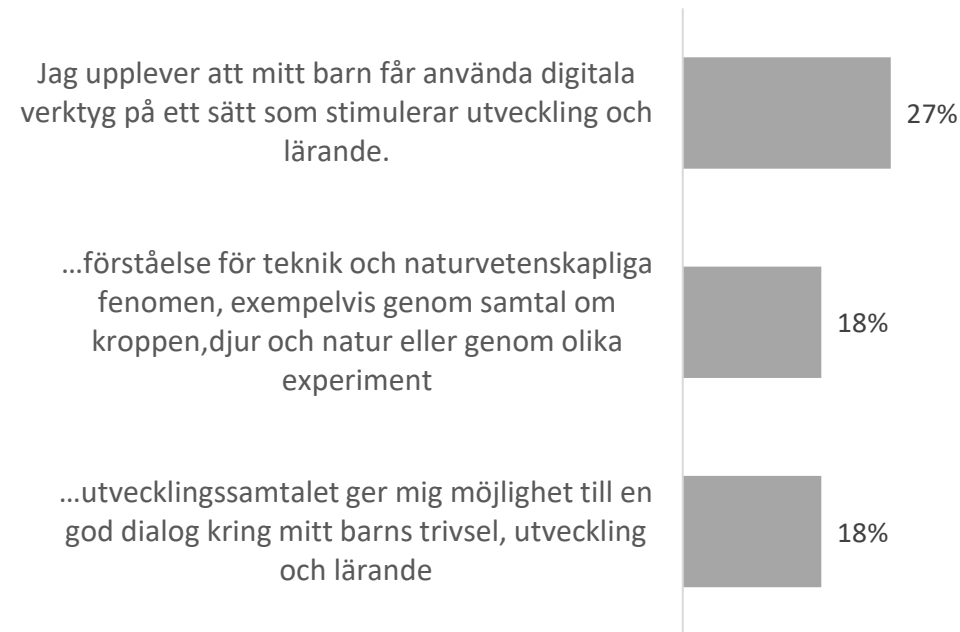 Jag upplever att mitt barn får använda digitala
verktyg på ett sätt som stimulerar utveckling och
lärande.
27%
…förståelse för teknik och naturvetenskapliga
fenomen, exempelvis genom samtal om
kroppen,djur och natur eller genom olika
experiment
18%
…utvecklingssamtalet ger mig möjlighet till en
god dialog kring mitt barns trivsel, utveckling
och lärande
18%